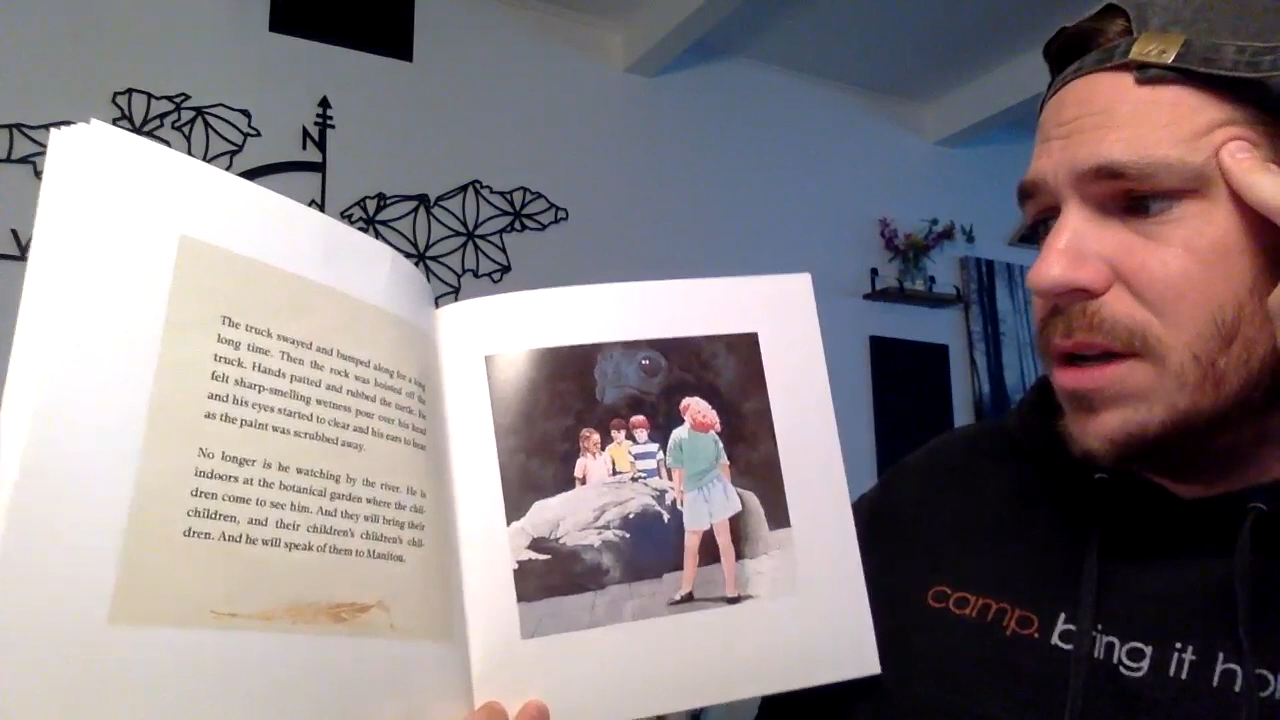 N
The truck swayed and bumped along for a long
long time. Then the rock was hoisted off the
truck. Hands patted and rubbed the turtle. He
felt sharp-smelling wetness pour over his head
and his eyes started to clear and his ears to hear
as the paint was scrubbed away.
No longer is he watching by the river. He is
indoors at the botanical garden where the chil-
dren come to see him. And they will bring their
children, and their children's children's chil-
dren. And he will speak of them to Manitou.
camp. bring it